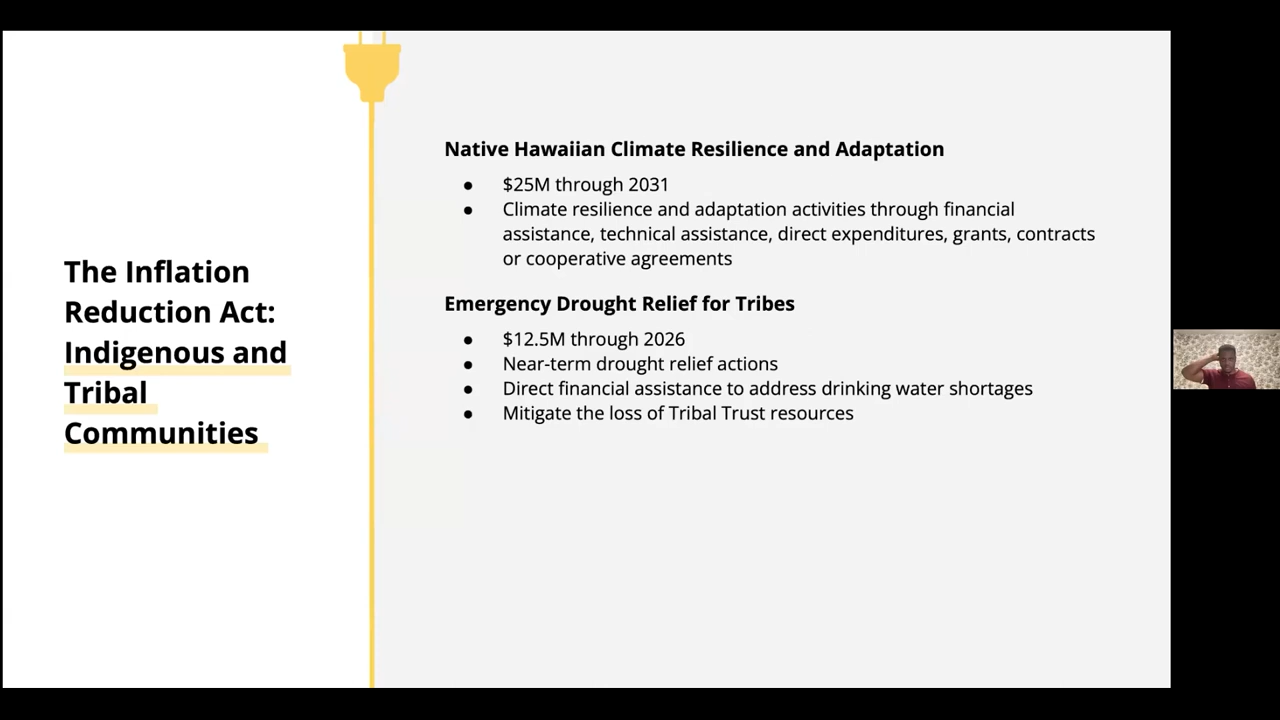 The Inflation
Reduction Act:
Indigenous and
Tribal
Communities
Native Hawaiian Climate Resilience and Adaptation
● $25M through 2031
● Climate resilience and adaptation activities through financial
assistance, technical assistance, direct expenditures, grants, contracts
or cooperative agreements
Emergency Drought Relief for Tribes
● $12.5M through 2026
● Near-term drought relief actions
● Direct financial assistance to address drinking water shortages
● Mitigate the loss of Tribal Trust resources